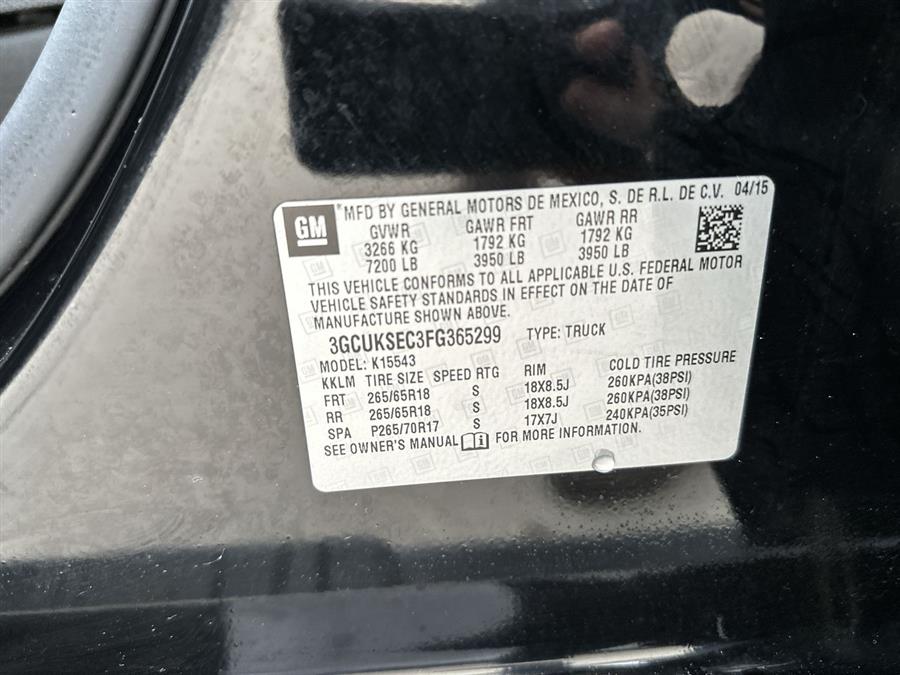 GM *MFD BY GENERAL MOTORS DE MEXICO, S. DE R.L. DE C.V. 04/15
GVWR GAWR FRT GAWR RR
3266 KG 1792 KG 1792 KG
7200 LB 3950 LB 3950 LB
THIS VEHICLE CONFORMS TO ALL APPLICABLE U.S. FEDERAL MOTOR
VEHICLE SAFETY STANDARDS IN EFFECT ON THE DATE OF
MANUFACTURE SHOWN ABOVE.
3GCUKSEC3FG365299 TYPE: TRUCK
MODEL: K15543
KKLM TIRE SIZE SPEED RTG RIM COLD TIRE PRESSURE
FRT 265/65R18 S 18X8.5J 260KPA(38PSI)
RR 265/65R18 S 18X8.5J 260KPA(38PSI)
SPA P265/70R17 S 17X7J 240KPA(35PSI)
SEE OWNER'S MANUAL FOR MORE INFORMATION.